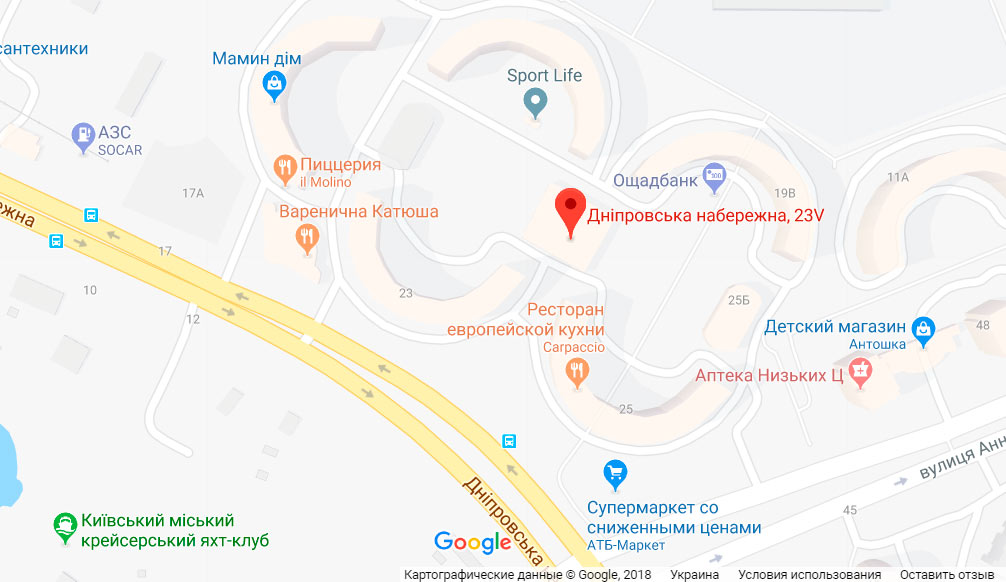 сантехники
Мамин дім
Sport Life
АЗС
SOCAR
Пиццерия
il Molino
17A
Ощадбанк
19В
11А
Вареничка Катюша
Дніпровська набережна, 23V
ежна
17
10
12
23
25Б
Ресторан
европейской кухни
Carpaccio
Детский магазин
Антошка
48
Аптека Низьких Ц
25
вулиця Анн
Супермаркет со
сниженными ценами
АТБ-Маркет
45
Дніпровська
Київський міський
крейсерський яхт-клуб
Google
Картографические данные © Google, 2018 Украина Условия использования Оставить отзыв